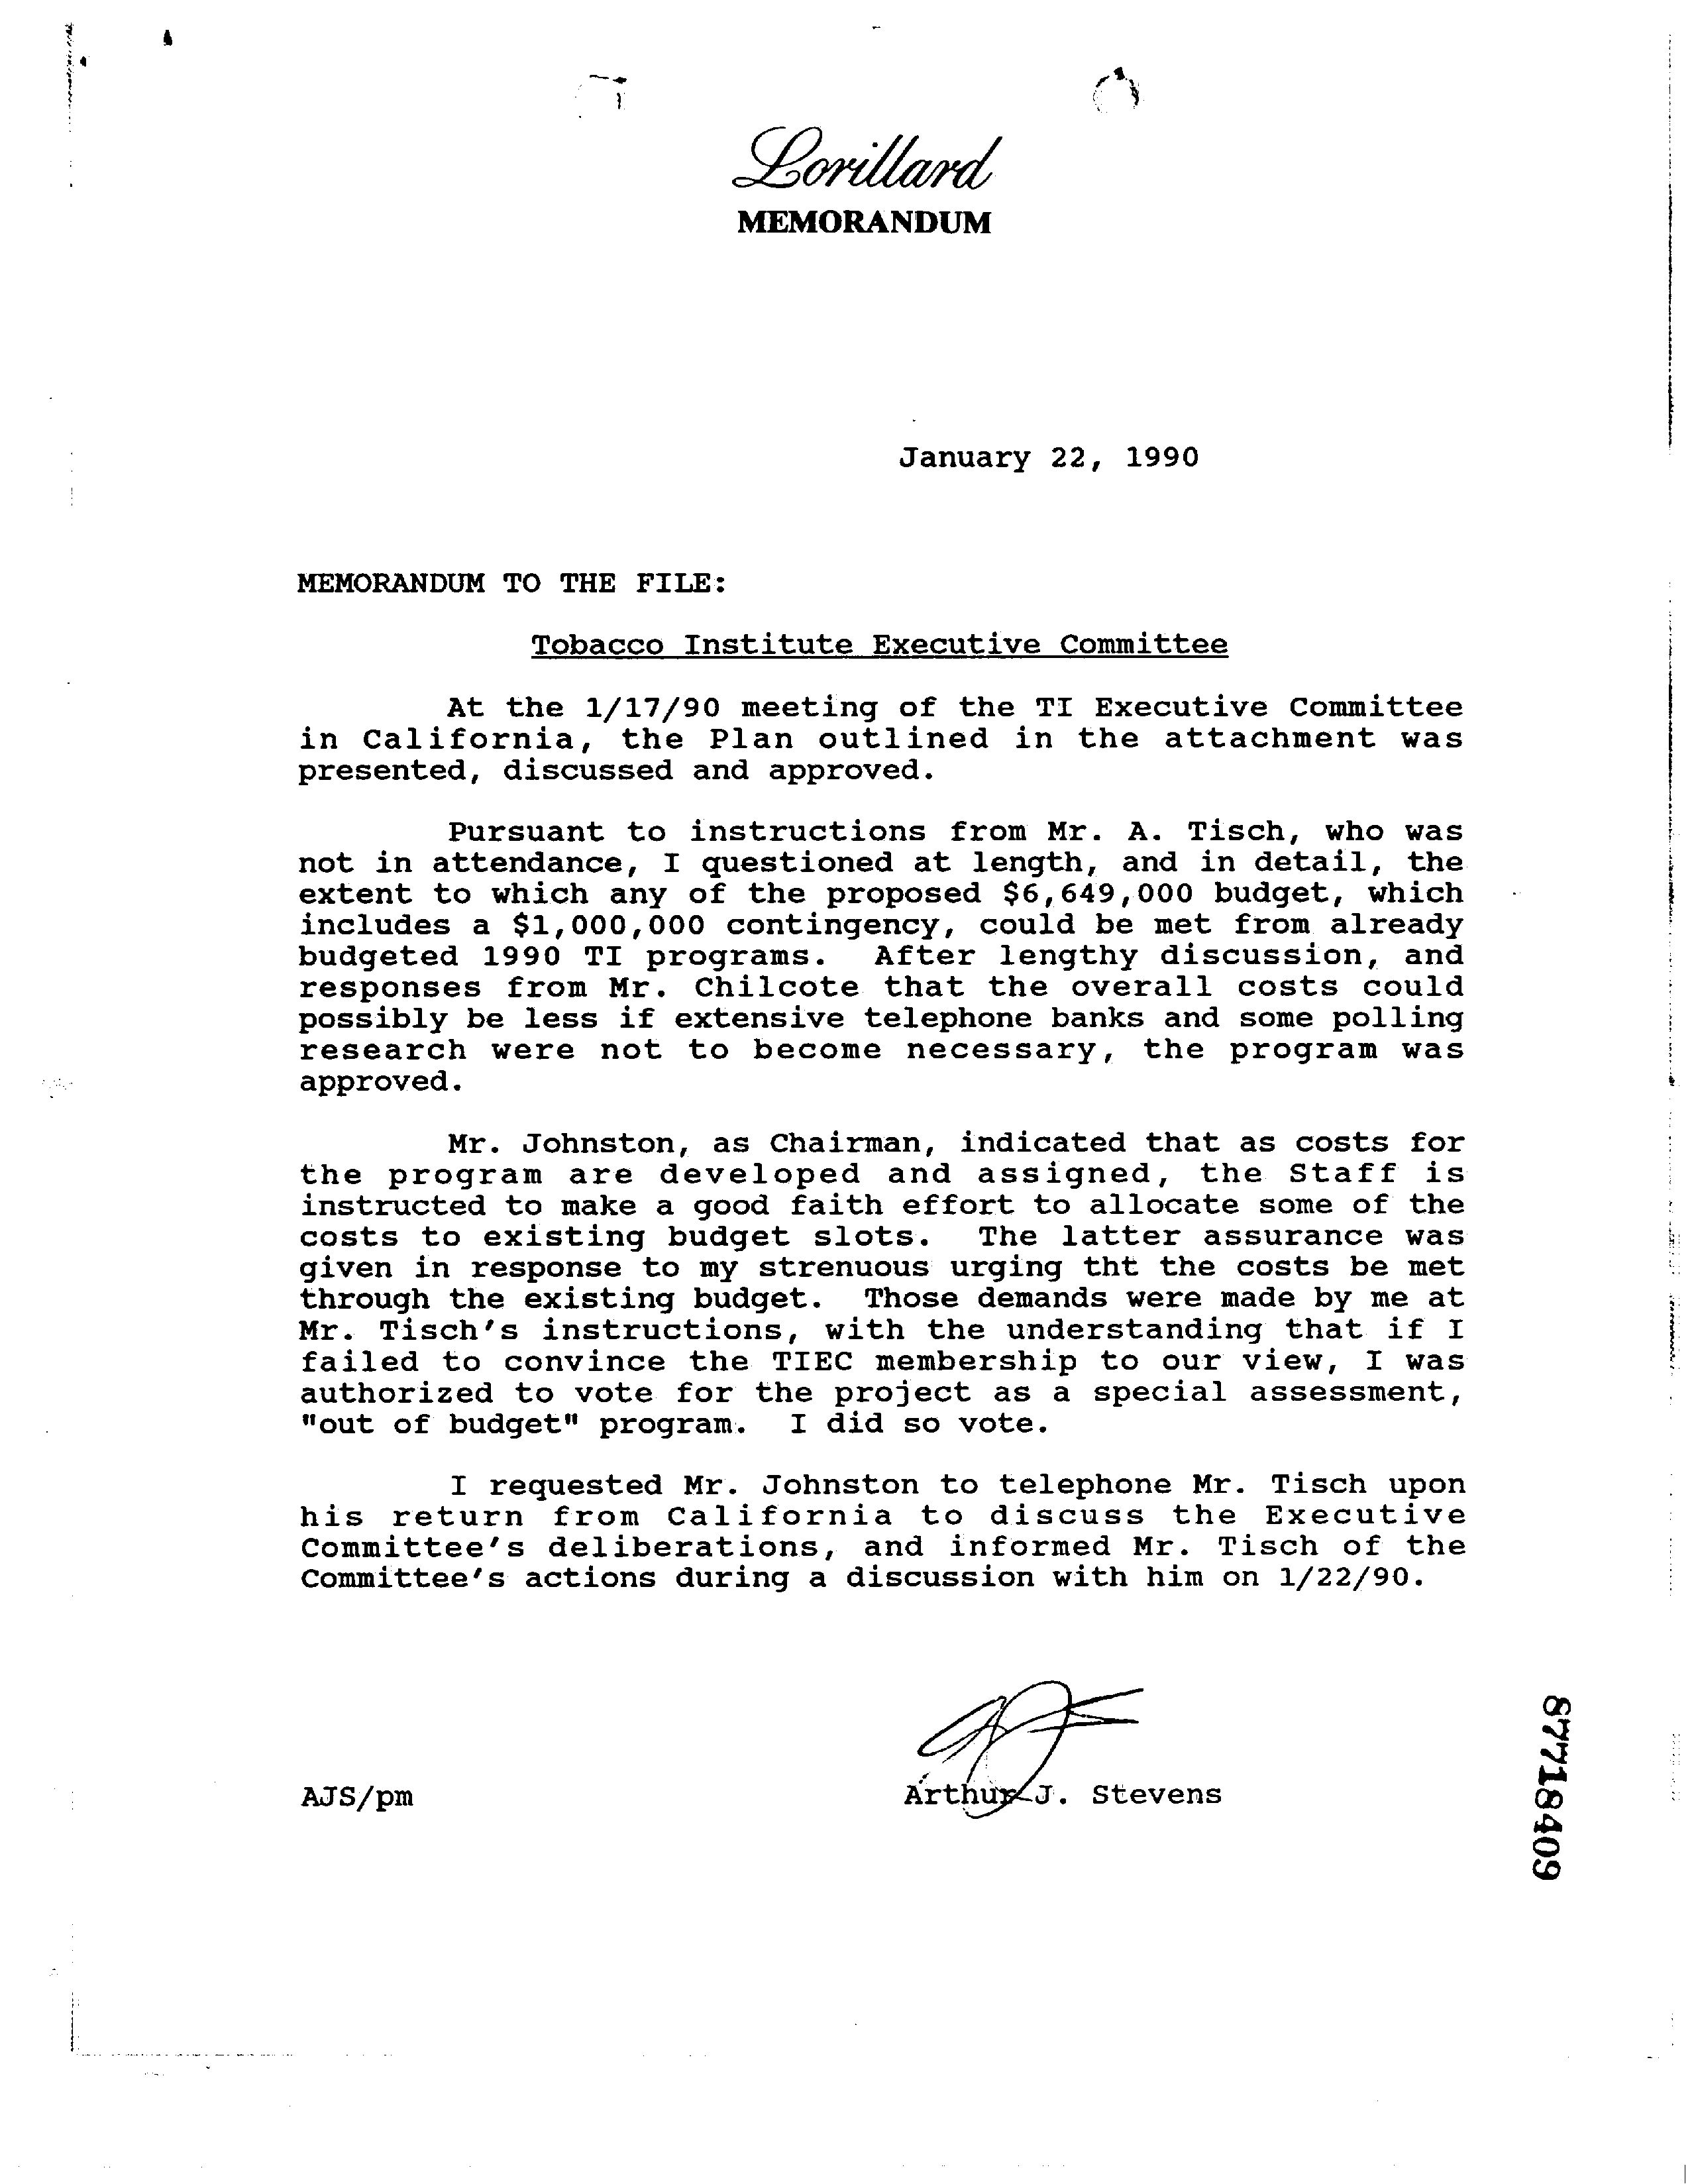 Lorillard
MEMORANDUM
January 22, 1990
MEMORANDUM TO THE FILE:
Tobacco Institute Executive Committee
At the 1/17/90 meeting of the TI Executive Committee
in California, the Plan outlined in the attachment was
presented, discussed and approved.
Pursuant to instructions from Mr. A. Tisch, who was
not in attendance, I questioned at length, and in detail, the
extent to which any of the proposed $6,649,000 budget, which
includes a $1,000,000 contingency, could be met from already
budgeted 1990 TI programs. After lengthy discussion, and
responses from Mr. Chilcote that the overall costs could
possibly be less if extensive telephone banks and some polling
research were not to become necessary, the program was
approved.
Mr. Johnston, as Chairman, indicated that as costs for
the program are developed and assigned, the Staff is
instructed to make a good faith effort to allocate some of the
costs to existing budget slots. The latter assurance was
given in response to my strenuous urging tht the costs be met
through the existing budget. Those demands were made by me at
Mr. Tisch's instructions, with the understanding that if I
failed to convince the TIEC membership to our view, I was
authorized to vote for the project as a special assessment,
"out of budget" program. I did so vote.
I requested Mr. Johnston to telephone Mr. Tisch upon
his return from California to discuss the Executive
Committee's deliberations, and informed Mr. Tisch of the
Committee's actions during a discussion with him on 1/22/90.
AJS/pm
Arthur J. Stevens
87718409